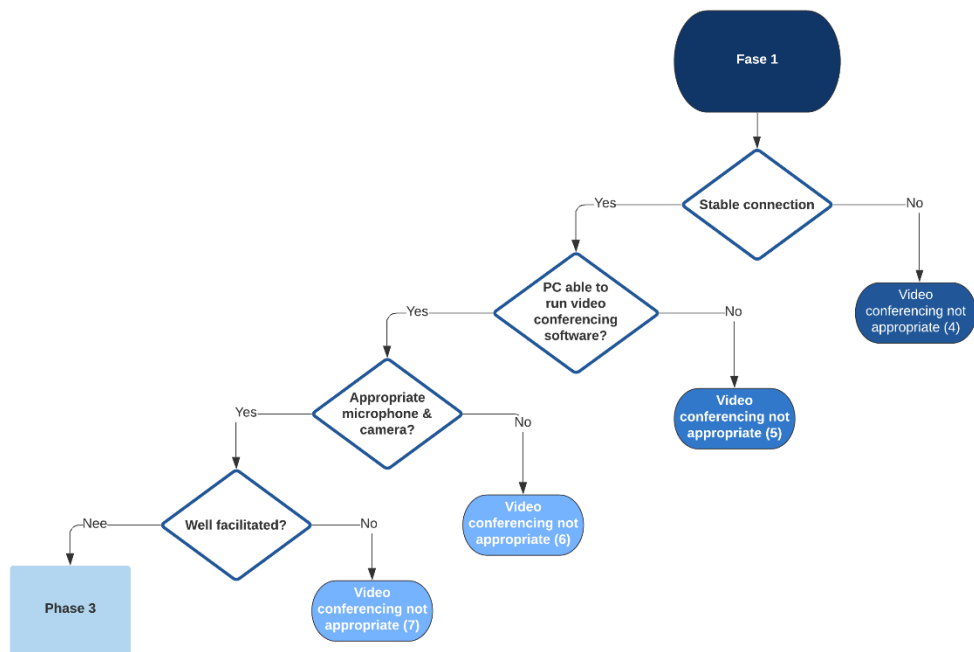 Fase 1
Stable connection
Yes
No
Video
conferencing not
appropriate (4)
PC able to
run video
conferencing
software?
Yes
No
Video
conferencing not
appropriate (5)
Appropriate
microphone &
camera?
Yes
No
Video
conferencing not
appropriate (6)
Well facilitated?
Nee
No
Phase 3
Video
conferencing not
appropriate (7)